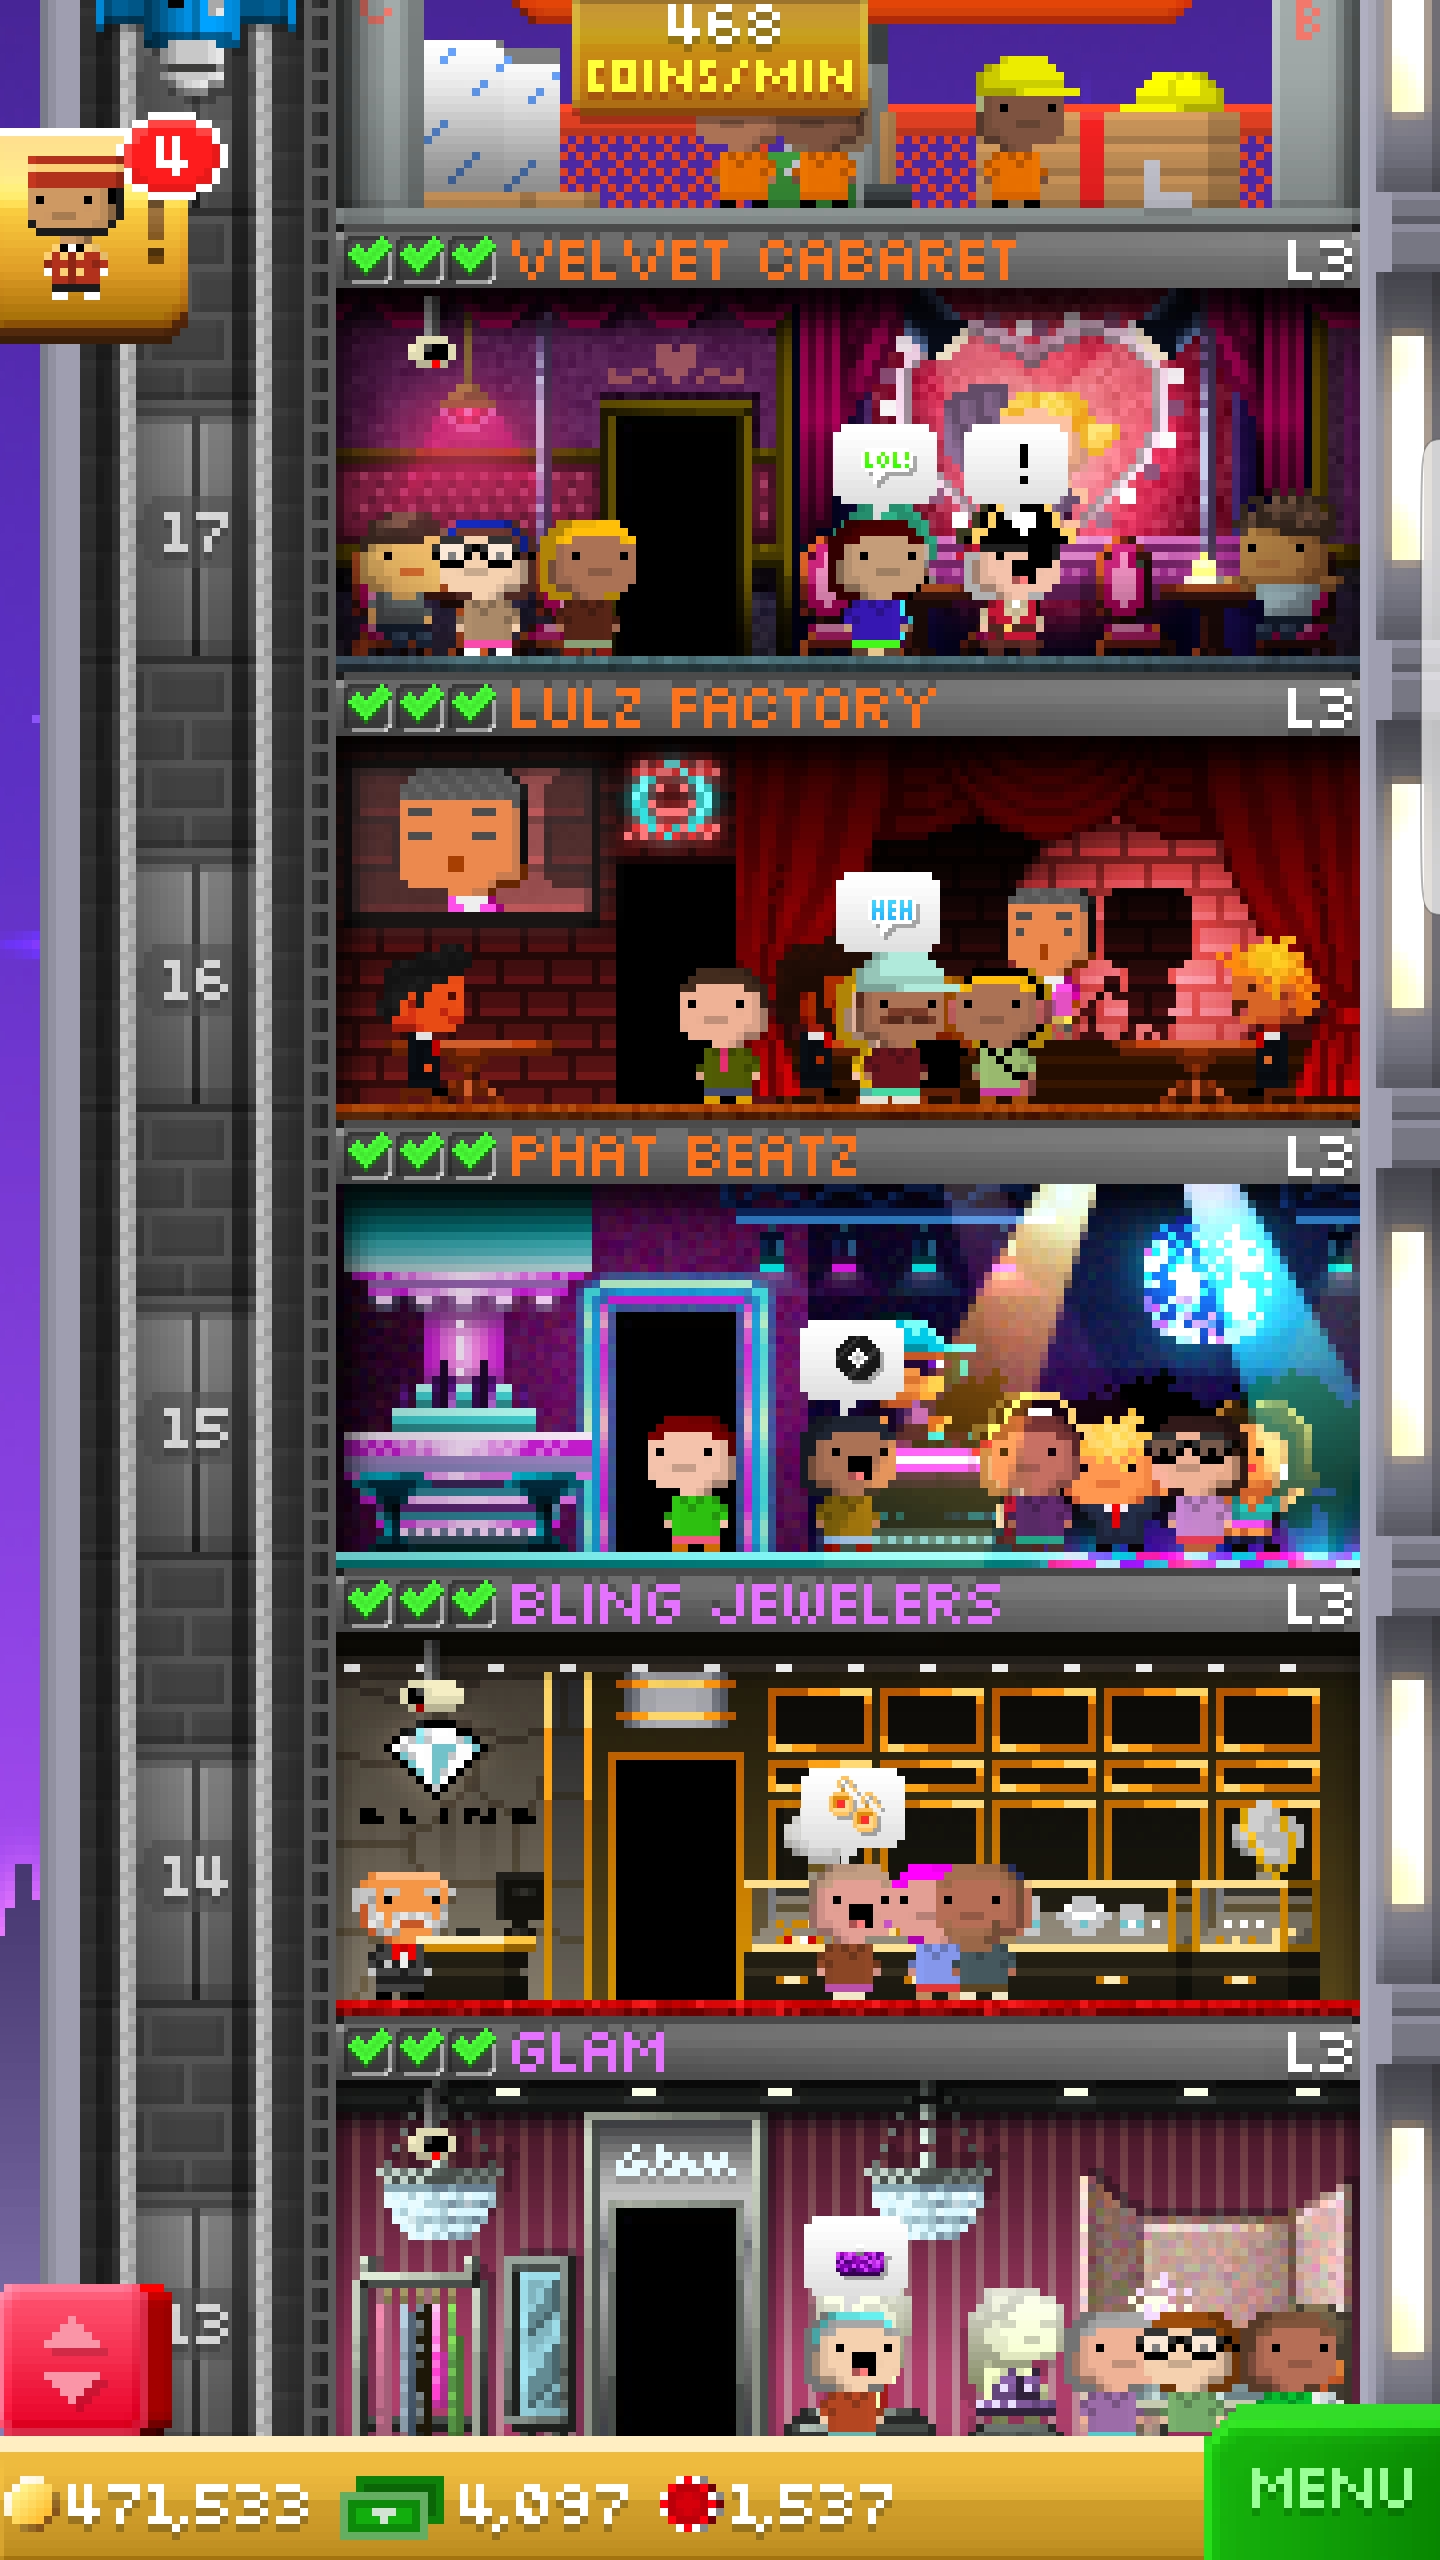 468
COINS/MIN
4
VELVET CABARET L3
LOL! !
17
LULZ FACTORY L3
HEH
16
PHAT BEATZ L3
15
BLING JEWELERS L3
BLING
14
GLAM L3
Glam
13
471,533 4,097 1,537 MENU